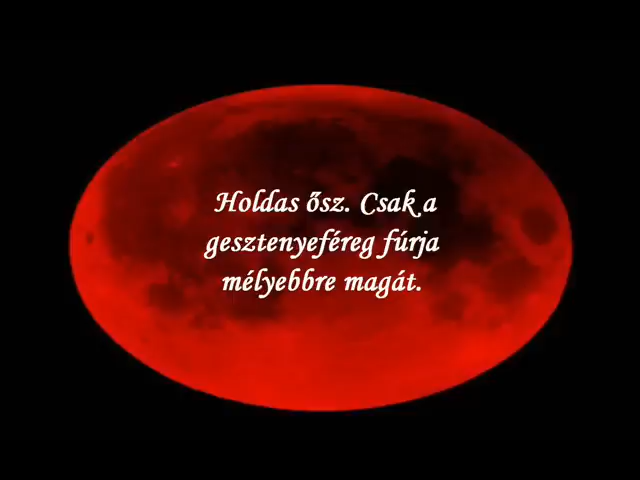 Holdas ősz. Csak a
gesztenyeféreg fúrja
mélyebbre magát.